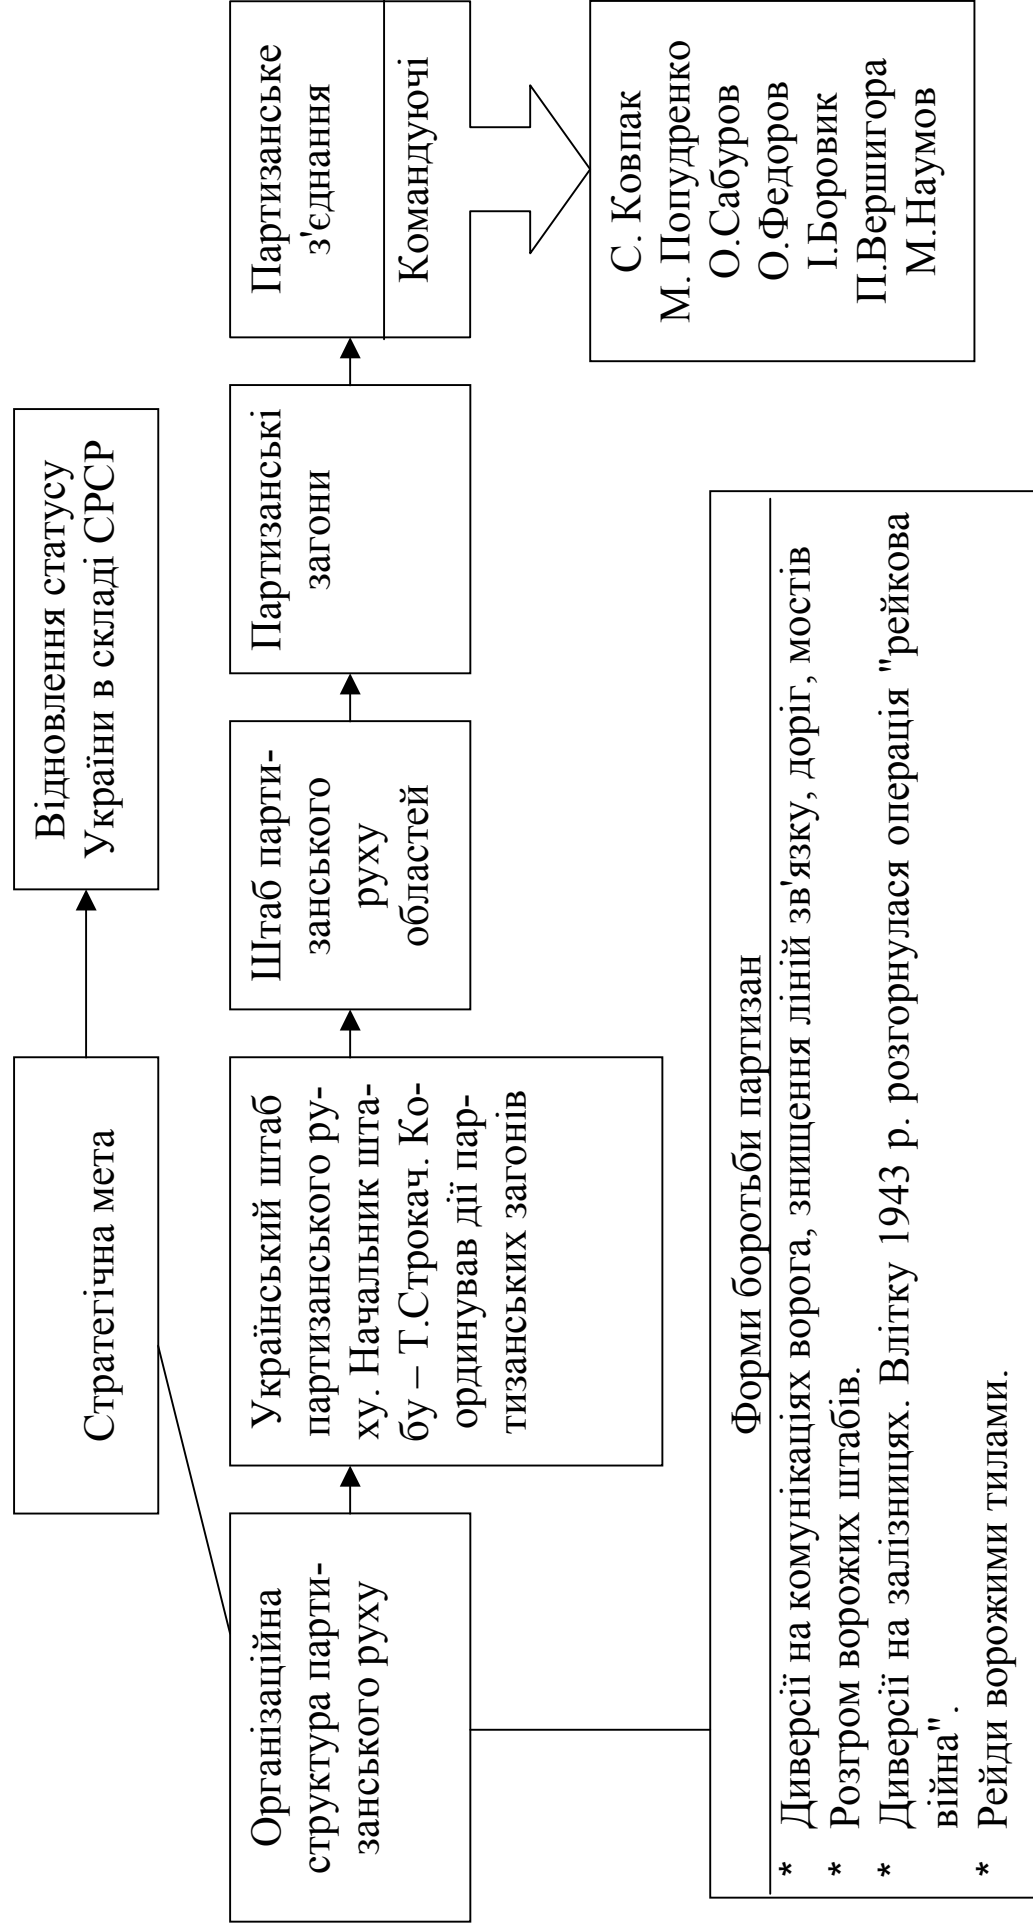 Стратегічна мета
Відновлення статусу
України в складі СРСР
Організаційна
структура парти-
занського руху
Український штаб
партизанського ру-
ху. Начальник шта-
бу – Т.Строкач. Ко-
ординував дії пар-
тизанських загонів
Штаб парти-
занського
руху
областей
Партизанські
загони
Партизанське
з'єднання
Командуючі
С. Ковпак
М. Попудренко
О.Сабуров
О.Федоров
І.Боровик
П.Вершигора
М.Наумов
Форми боротьби партизан
* Диверсії на комунікаціях ворога, знищення ліній зв'язку, доріг, мостів
* Розгром ворожих штабів.
* Диверсії на залізницях. Влітку 1943 р. розгорнулася операція "рейкова
війна".
* Рейди ворожими тилами.